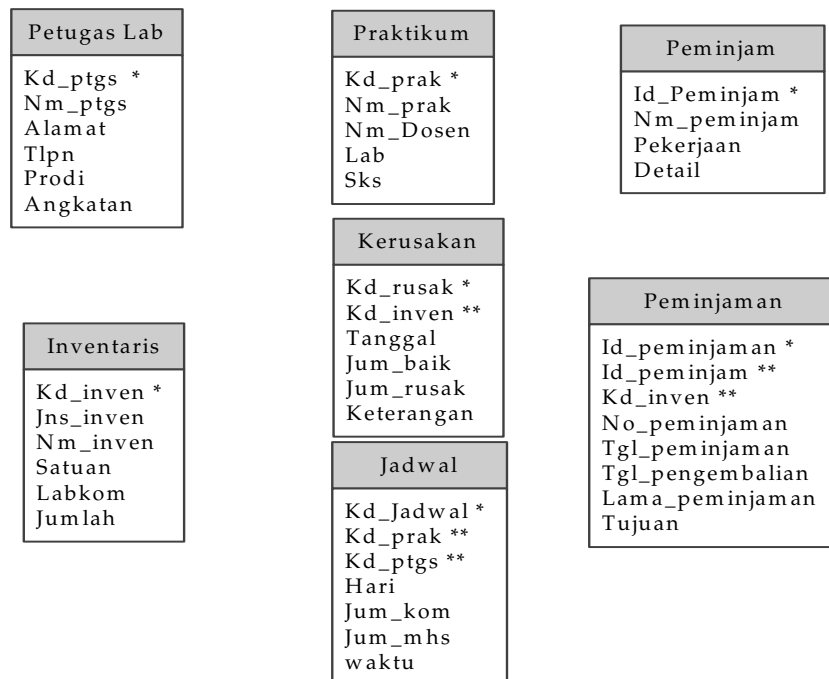 Petugas Lab
Kd_ptgs *
Nm_ptgs
Alamat
Tlpn
Prodi
Angkatan
Praktikum
Kd_prak *
Nm_prak
Nm_Dosen
Lab
Sks
Peminjam
Id_Peminjam *
Nm_peminjam
Pekerjaan
Detail
Kerusakan
Kd_rusak *
Kd_inven **
Tanggal
Jum_baik
Jum_rusak
Keterangan
Inventaris
Kd_inven *
Jns_inven
Nm_inven
Satuan
Labkom
Jumlah
Peminjaman
Id_peminjaman *
Id_peminjam **
Kd_inven **
No_peminjaman
Tgl_peminjaman
Tgl_pengembalian
Lama_peminjaman
Tujuan
Jadwal
Kd_Jadwal *
Kd_prak **
Kd_ptgs **
Hari
Jum_kom
Jum_mhs
waktu